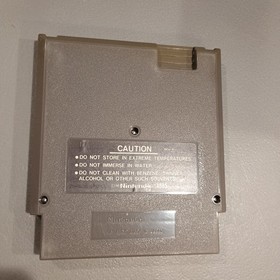 CAUTION
• DO NOT STORE IN EXTREME TEMPERATURES.
• DO NOT IMMERSE IN WATER.
• DO NOT CLEAN WITH BENZENE, THINNER,
ALCOHOL OR OTHER SUCH SOLVENTS.
Nintendo